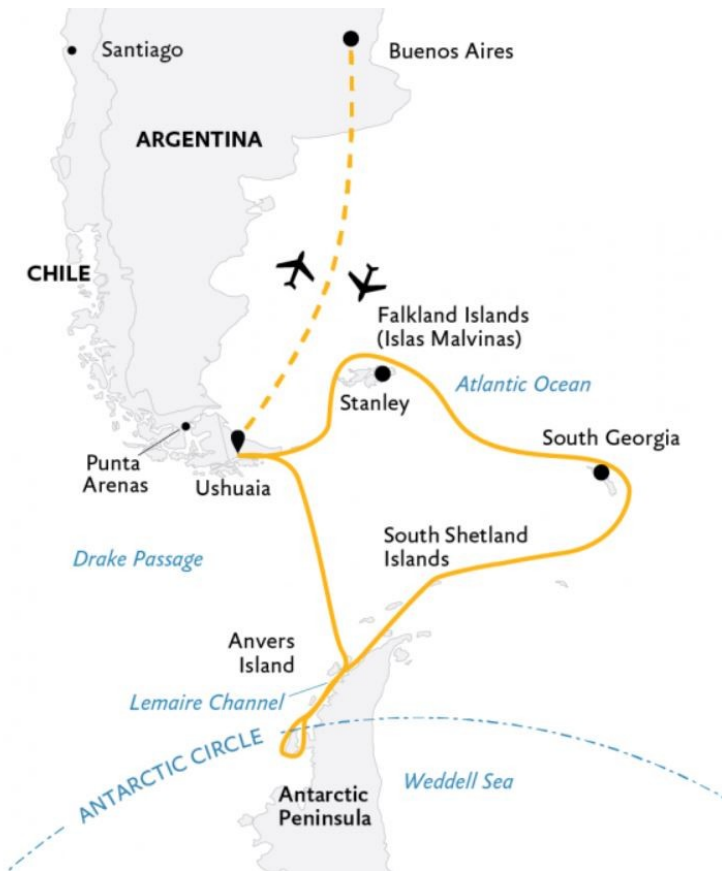 Santiago
Buenos Aires
ARGENTINA
CHILE
Falkland Islands
(Islas Malvinas)
Atlantic Ocean
Stanley
South Georgia
Punta
Arenas
Ushuaia
South Shetland
Islands
Drake Passage
Anvers
Island
Lemaire Channel
ANTARCTIC CIRCLE
Weddell Sea
Antarctic
Peninsula